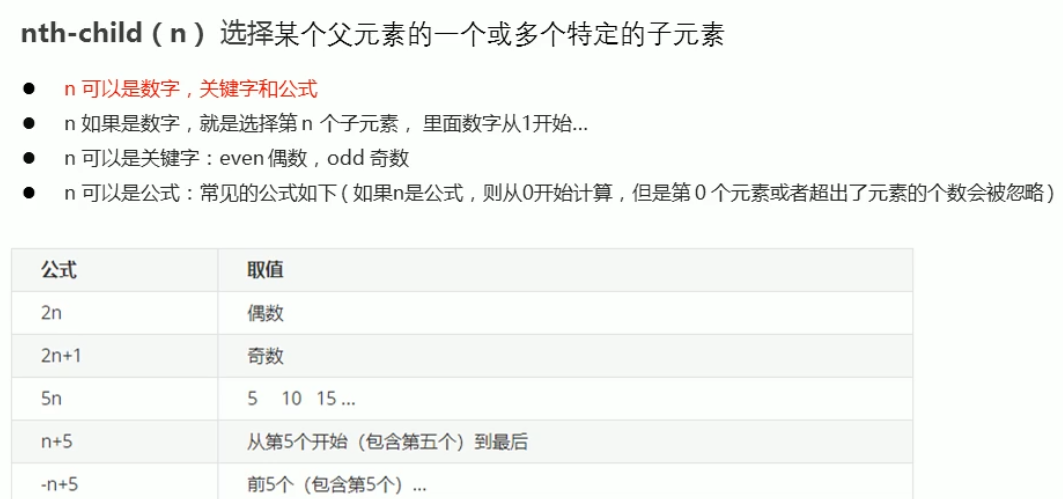 nth-child（n） 选择某个父元素的一个或多个特定的子元素
● n 可以是数字，关键字和公式
● n 如果是数字，就是选择第 n 个子元素， 里面数字从1开始...
● n 可以是关键字：even 偶数，odd 奇数
● n 可以是公式：常见的公式如下 ( 如果n是公式，则从0开始计算，但是第 0 个元素或者超出了元素的个数会被忽略 )
公式 取值
2n 偶数
2n+1 奇数
5n 5 10 15 ...
n+5 从第5个开始（包含第五个）到最后
-n+5 前5个（包含第5个）...